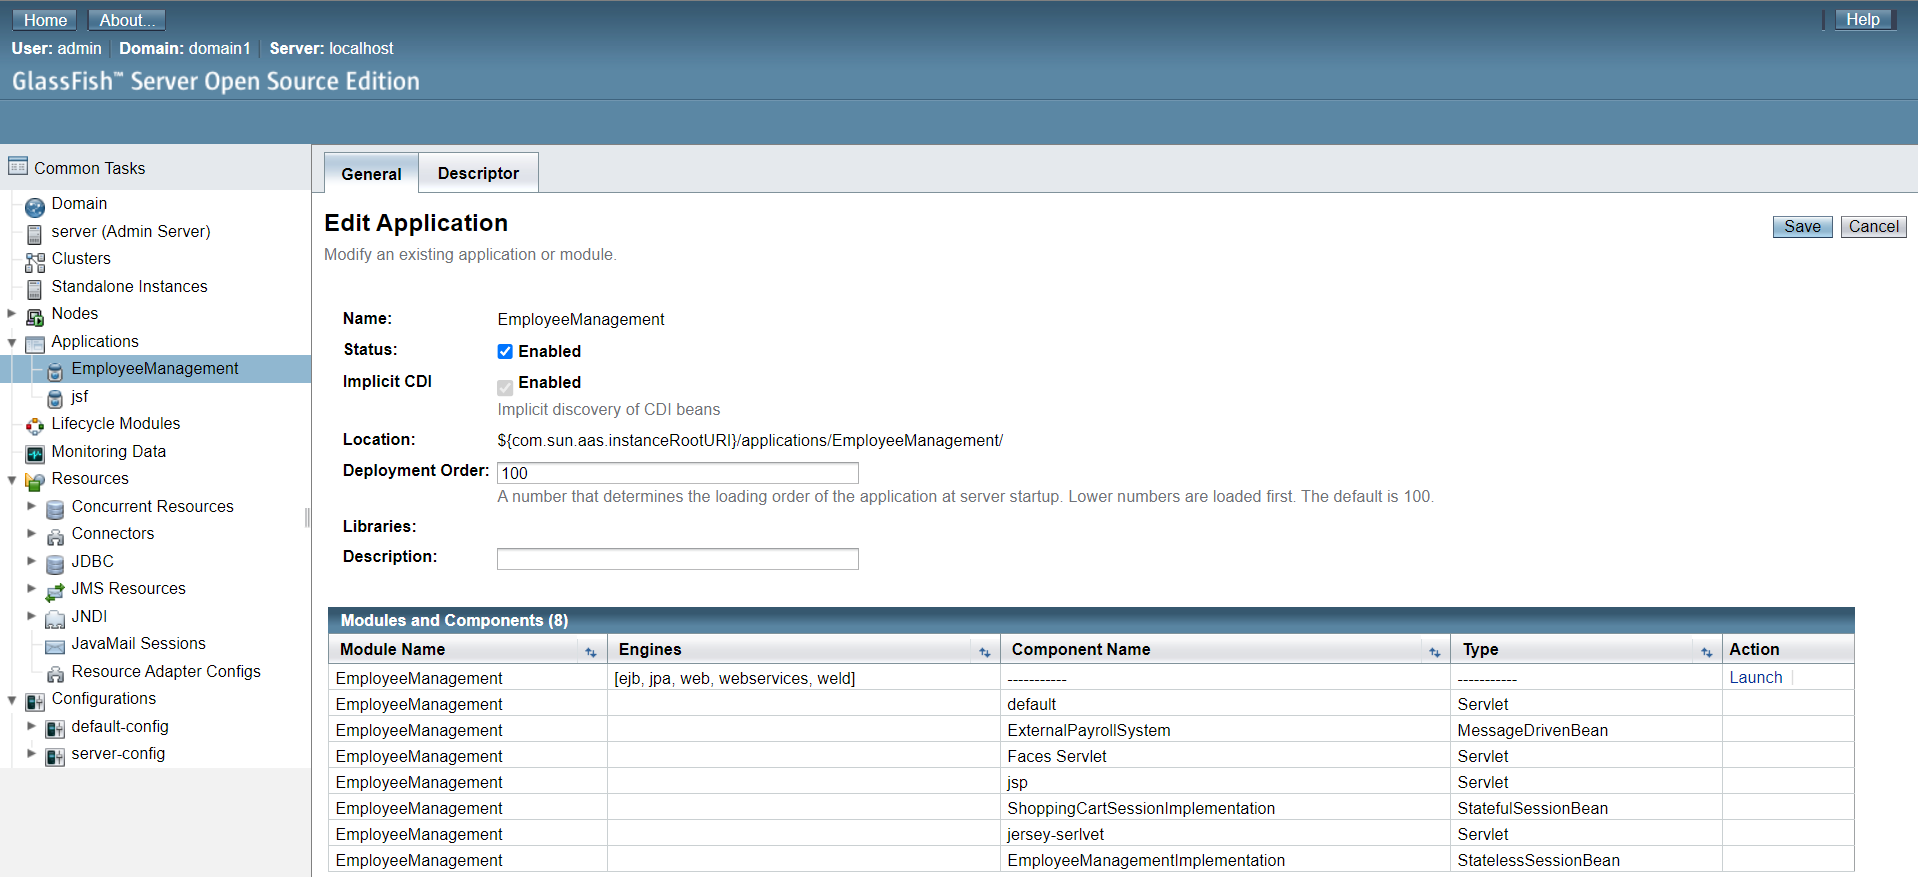 Home About... Help
User: admin Domain: domain1 Server: localhost
GlassFish™ Server Open Source Edition
Common Tasks
Domain
server (Admin Server)
Clusters
Standalone Instances
Nodes
Applications
EmployeeManagement
jsf
Lifecycle Modules
Monitoring Data
Resources
Concurrent Resources
Connectors
JDBC
JMS Resources
JNDI
JavaMail Sessions
Resource Adapter Configs
Configurations
default-config
server-config
General Descriptor
Edit Application
Save Cancel
Modify an existing application or module.
Name: EmployeeManagement
Status: Enabled
Implicit CDI Enabled
Implicit discovery of CDI beans
Location: ${com.sun.aas.instanceRootURI}/applications/EmployeeManagement/
Deployment Order: 100
A number that determines the loading order of the application at server startup. Lower numbers are loaded first. The default is 100.
Libraries:
Description:
Modules and Components (8)
Module Name Engines Component Name Type Action
EmployeeManagement [ejb, jpa, web, webservices, weld] ----------- ----------- Launch
EmployeeManagement default Servlet
EmployeeManagement ExternalPayrollSystem MessageDrivenBean
EmployeeManagement Faces Servlet Servlet
EmployeeManagement jsp Servlet
EmployeeManagement ShoppingCartSessionImplementation StatefulSessionBean
EmployeeManagement jersey-serlvet Servlet
EmployeeManagement EmployeeManagementImplementation StatelessSessionBean